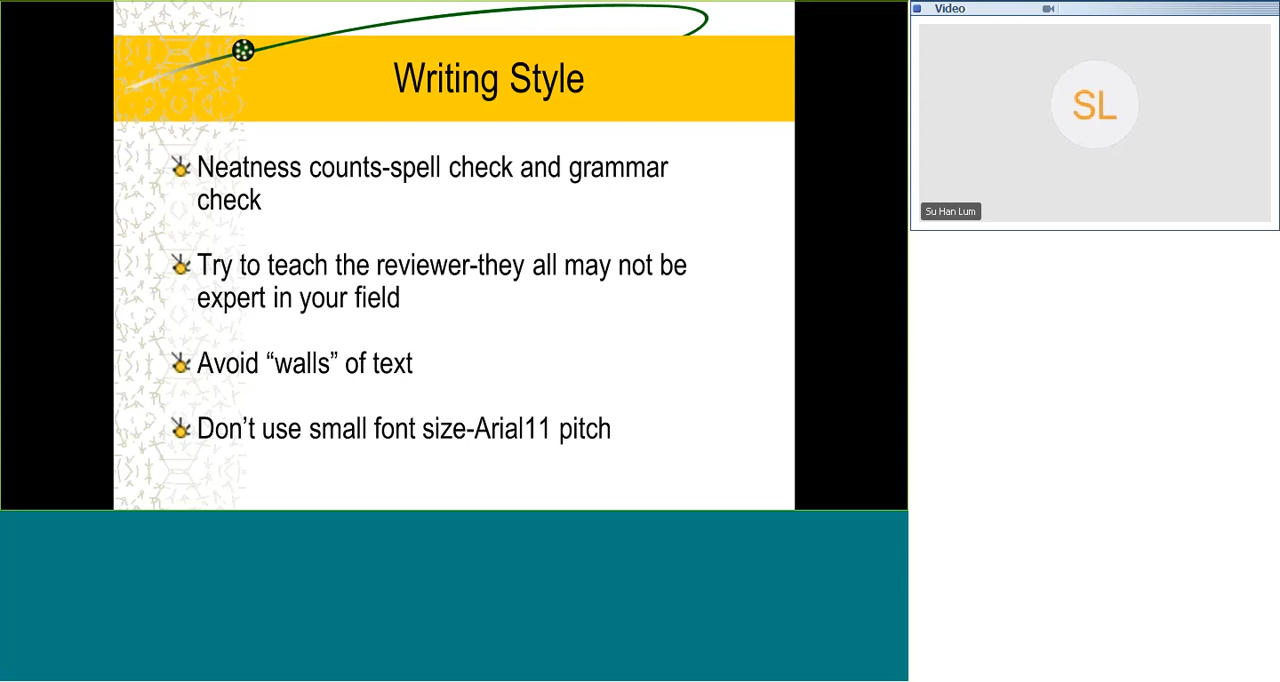 Writing Style
Neatness counts-spell check and grammar
check
Try to teach the reviewer-they all may not be
expert in your field
Avoid “walls” of text
Don’t use small font size-Arial11 pitch
Video
SL
Su Han Lum